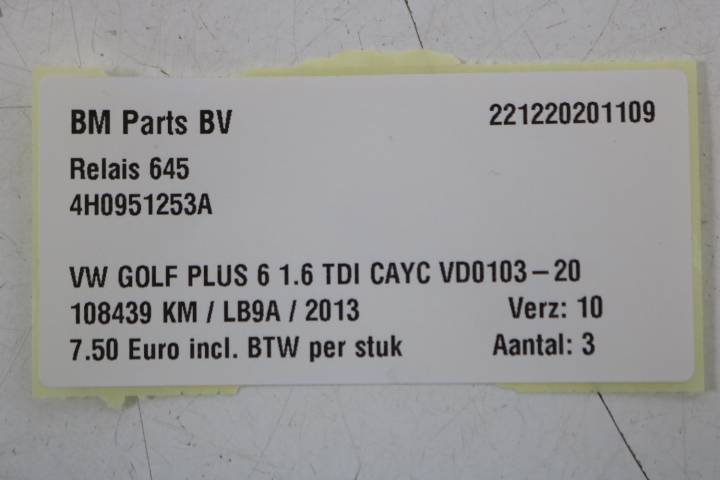 BM Parts BV 221220201109
Relais 645
4H0951253A
VW GOLF PLUS 6 1.6 TDI CAYC VD0103-20
108439 KM / LB9A / 2013 Verz: 10
7.50 Euro incl. BTW per stuk Aantal: 3